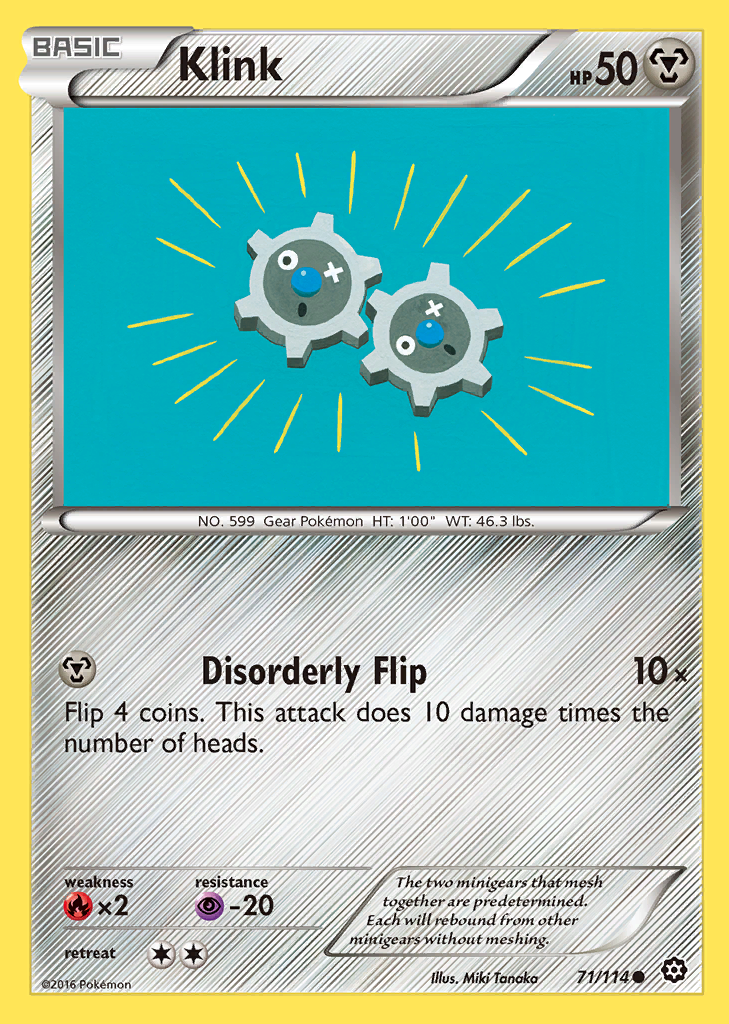 BASIC
Klink
HP 50
NO. 599 Gear Pokémon HT: 1'00" WT: 46.3 lbs.
Disorderly Flip 10×
Flip 4 coins. This attack does 10 damage times the
number of heads.
weakness resistance
×2 -20
The two minigears that mesh
together are predetermined.
Each will rebound from other
minigears without meshing.
retreat
Illus. Miki Tanaka 71/114
©2016 Pokémon